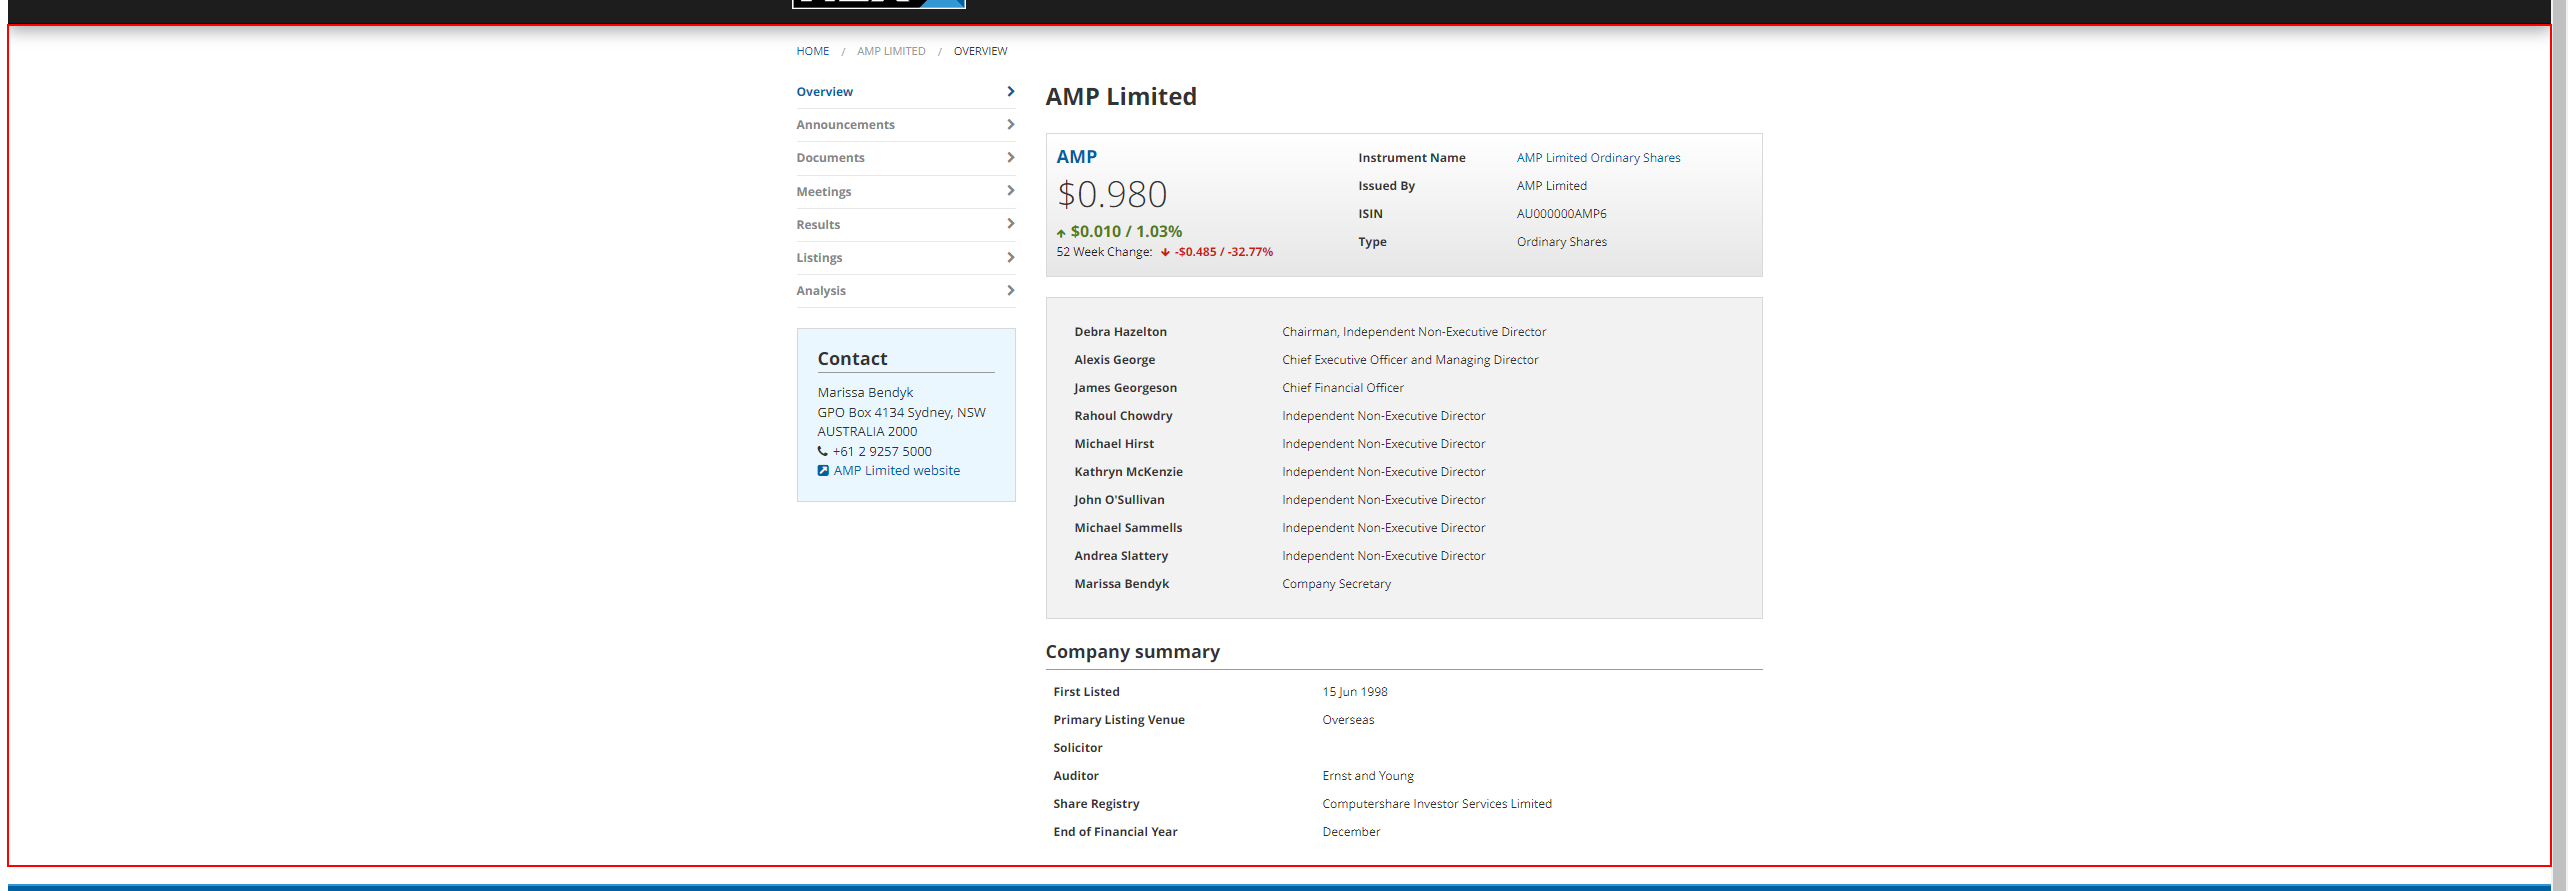 HOME / AMP LIMITED / OVERVIEW
Overview
Announcements
Documents
Meetings
Results
Listings
Analysis
Contact
Marissa Bendyk
GPO Box 4134 Sydney, NSW
AUSTRALIA 2000
+61 2 9257 5000
AMP Limited website
AMP Limited
AMP
$0.980
$0.010 / 1.03%
52 Week Change: -$0.485 / -32.77%
Instrument Name AMP Limited Ordinary Shares
Issued By AMP Limited
ISIN AU000000AMP6
Type Ordinary Shares
Debra Hazelton Chairman, Independent Non-Executive Director
Alexis George Chief Executive Officer and Managing Director
James Georgeson Chief Financial Officer
Rahoul Chowdry Independent Non-Executive Director
Michael Hirst Independent Non-Executive Director
Kathryn McKenzie Independent Non-Executive Director
John O'Sullivan Independent Non-Executive Director
Michael Sammells Independent Non-Executive Director
Andrea Slattery Independent Non-Executive Director
Marissa Bendyk Company Secretary
Company summary
First Listed 15 Jun 1998
Primary Listing Venue Overseas
Solicitor
Auditor Ernst and Young
Share Registry Computershare Investor Services Limited
End of Financial Year December